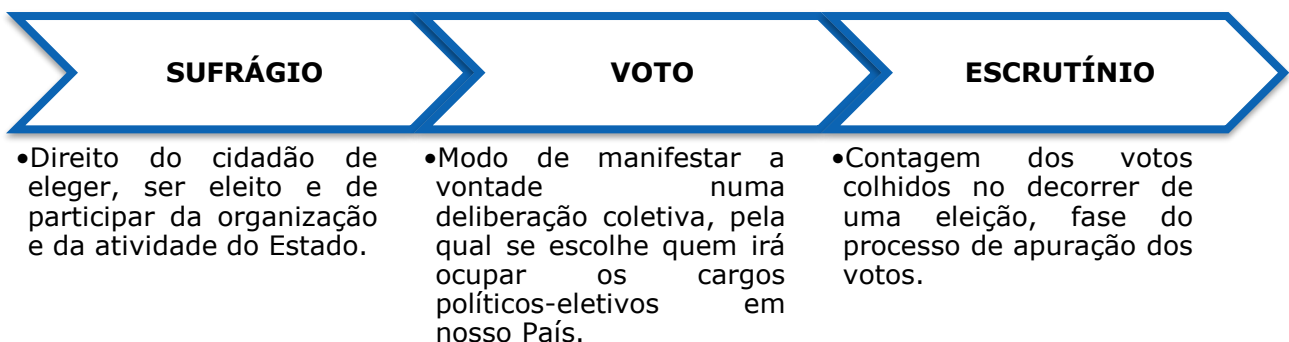 SUFRÁGIO
VOTO
ESCRUTÍNIO
•Direito do cidadão de
eleger, ser eleito e de
participar da organização
e da atividade do Estado.
•Modo de manifestar a
vontade numa
deliberação coletiva, pela
qual se escolhe quem irá
ocupar os cargos
políticos-eletivos em
nosso País.
•Contagem dos votos
colhidos no decorrer de
uma eleição, fase do
processo de apuração dos
votos.